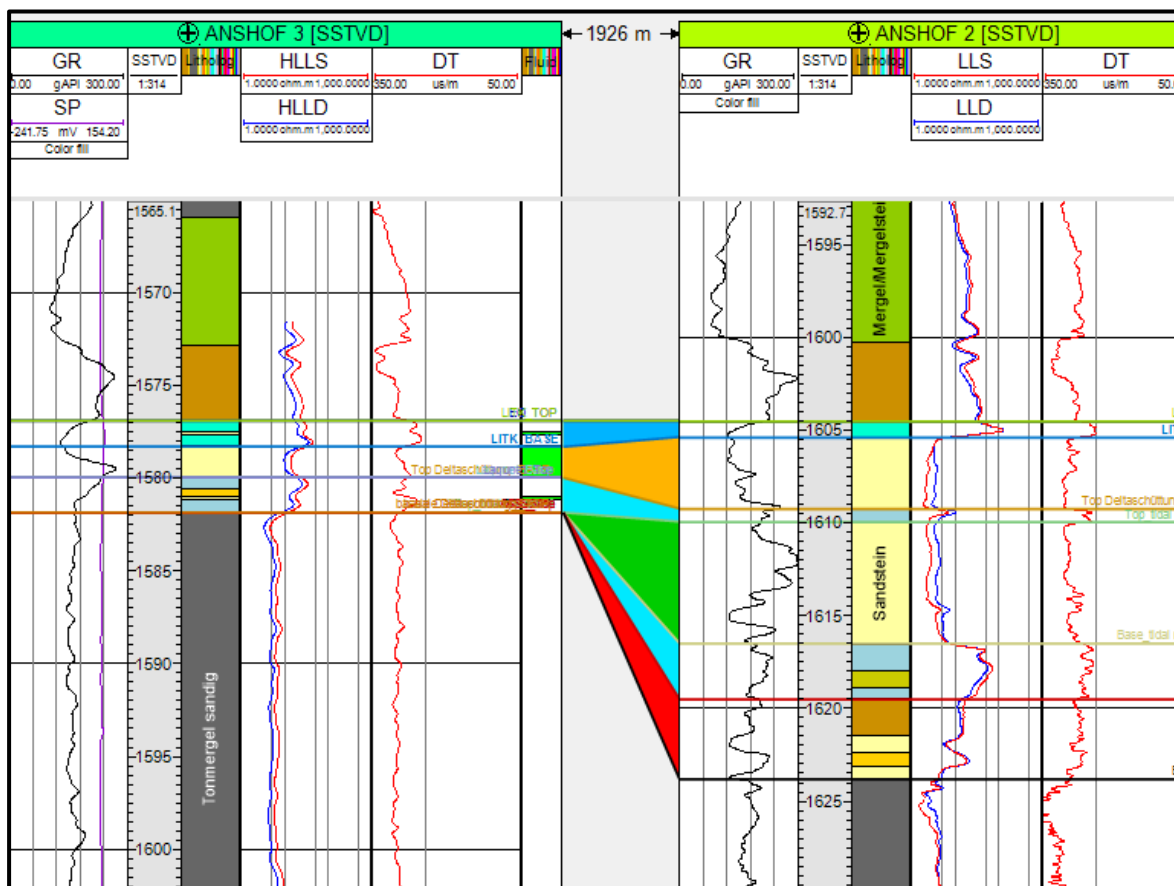 ANSHOF 3 [SSTVD]
1926 m
ANSHOF 2 [SSTVD]
GR
SSTVD
HLLS
DT
Fluid
0.00 gAPI 300.00
1:314
1.0000 ohm.m 1,000.0000
350.00 us/m 50.00
SP
HLLD
-241.75 mV 154.20
1.0000 ohm.m 1,000.0000
Color fill
GR
SSTVD
LLS
DT
0.00 gAPI 300.00
1:314
1.0000 ohm.m 1,000.0000
350.00 us/m
Color fill
LLD
1.0000 ohm.m 1,000.0000
1565.1
1570
1575
1580
1585
1590
1595
1600
Tonmergel sandig
TOP
LITK_BASE
1592.7
1595
1600
1605
1610
1615
1620
1625
Mergel/Mergelstein
Sandstein
Top Deltaschüttun
Top_tidal
Base_tidal